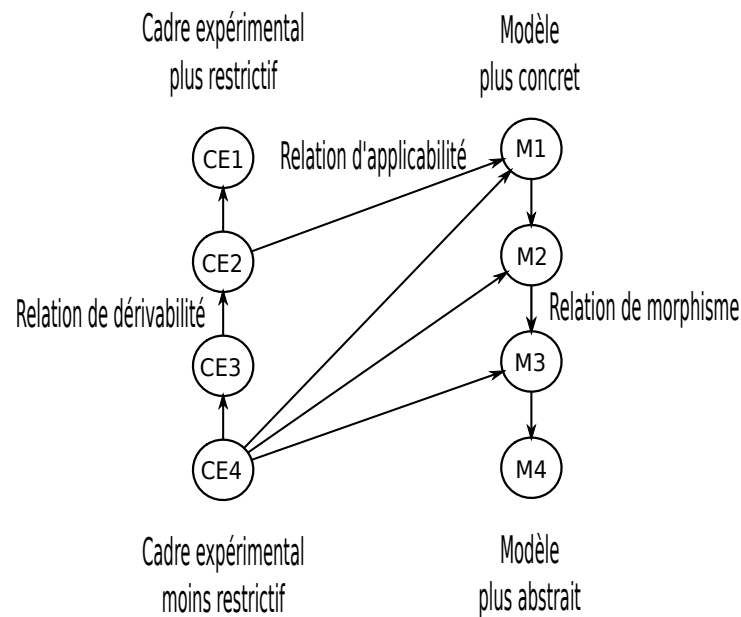 Cadre expérimental
plus restrictif
Modèle
plus concret
CE1
Relation d'applicabilité
M1
CE2
M2
Relation de dérivabilité
Relation de morphisme
CE3
M3
CE4
M4
Cadre expérimental
moins restrictif
Modèle
plus abstrait